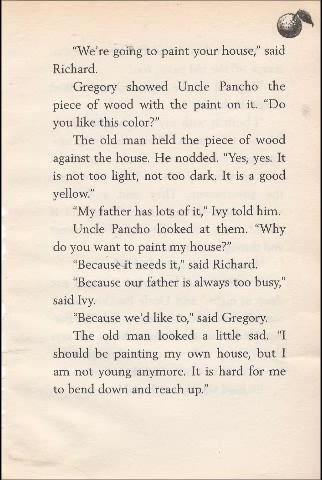 "We're going to paint your house," said
Richard.
Gregory showed Uncle Pancho the
piece of wood with the paint on it. "Do
you like this color?"
The old man held the piece of wood
against the house. He nodded. "Yes, yes. It
is not too light, not too dark. It is a good
yellow."
"My father has lots of it," Ivy told him.
Uncle Pancho looked at them. "Why
do you want to paint my house?"
"Because it needs it," said Richard.
"Because our father is always too busy,"
said Ivy.
"Because we'd like to," said Gregory.
The old man looked a little sad. "I
should be painting my own house, but I
am not young anymore. It is hard for me
to bend down and reach up."